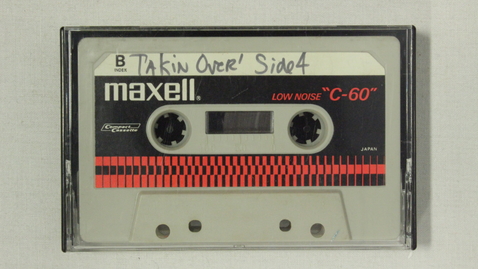 B TAKIN OVER' Side 4
INDEX
maxell®
LOW NOISE "C-60"
Compact Cassette
JAPAN